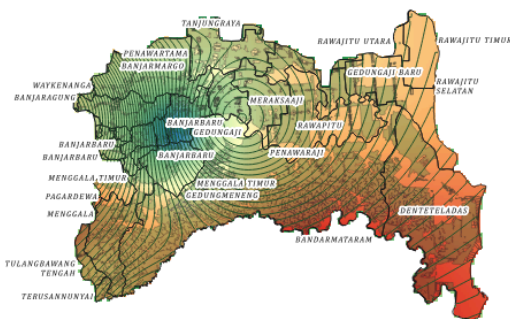 TANJUNGRAYA
RAWAJITU UTARA
RAWAJITU TIMUR
PENAWARTAMA
BANJARMARGO
GEDUNGAJI BARU
WAYKENANGA
RAWAJITU
SELATAN
BANJARAGUNG
MERAKSAAJI
BANJARBARU
RAWAPITU
GEDUNGAJI
BANJARBARU
BANJARBARU
BANJARBARU
PENAWARAJI
MENGGALA TIMUR
MENGGALA TIMUR
PAGARDEWA
GEDUNGMENENG
MENGGALA
DENTETELADAS
BANDARMATARAM
TULANGBAWANG
TENGAH
TERUSANNUNYAI